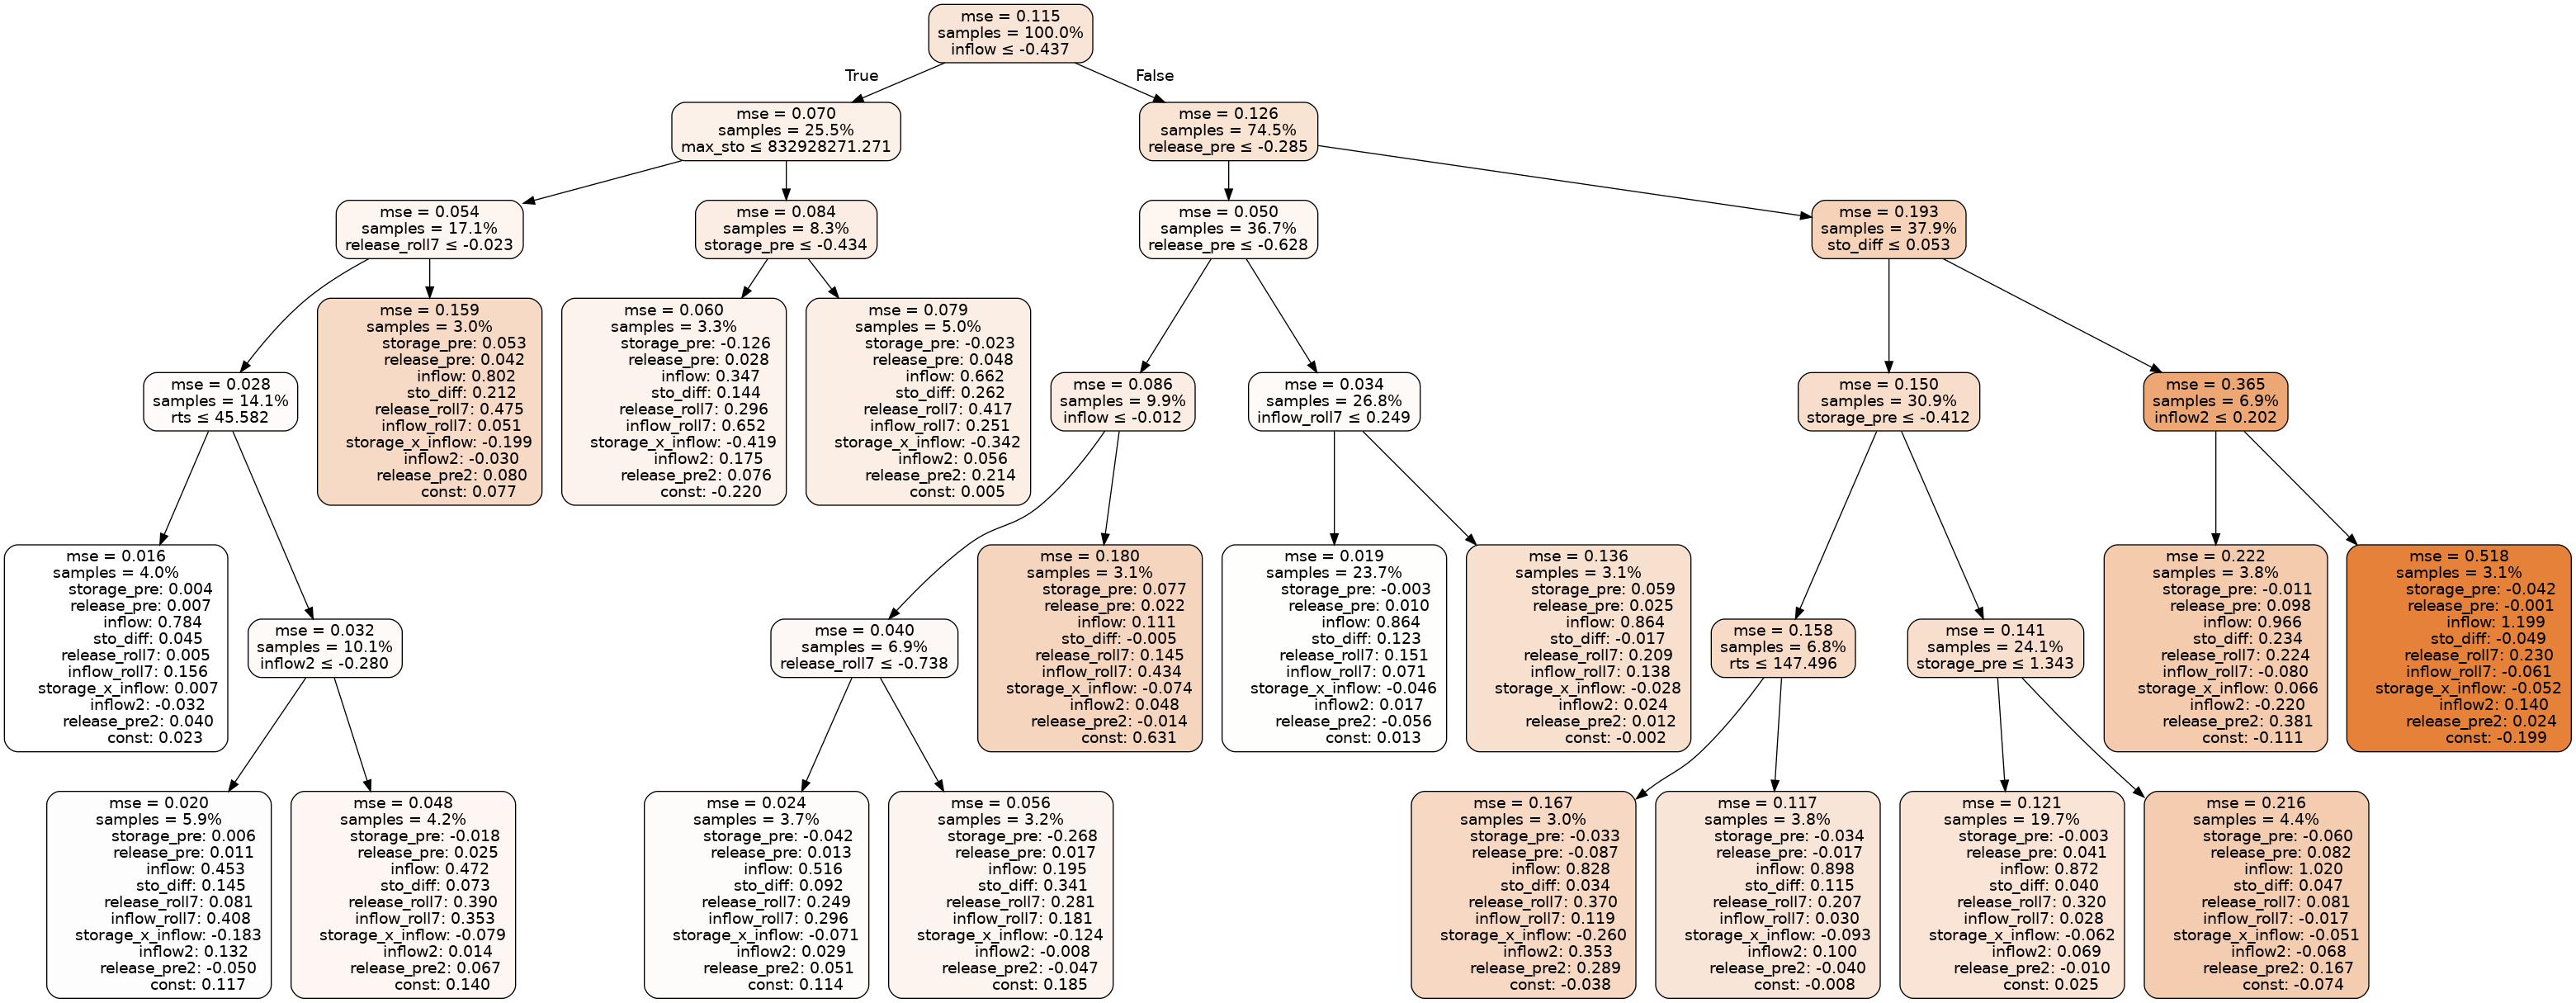 mse = 0.115
samples = 100.0%
inflow ≤ -0.437
True
False
mse = 0.070
samples = 25.5%
max_sto ≤ 832928271.271
mse = 0.126
samples = 74.5%
release_pre ≤ -0.285
mse = 0.054
samples = 17.1%
release_roll7 ≤ -0.023
mse = 0.084
samples = 8.3%
storage_pre ≤ -0.434
mse = 0.050
samples = 36.7%
release_pre ≤ -0.628
mse = 0.193
samples = 37.9%
sto_diff ≤ 0.053
mse = 0.028
samples = 14.1%
rts ≤ 45.582
mse = 0.159
samples = 3.0%
storage_pre: 0.053
release_pre: 0.042
inflow: 0.802
sto_diff: 0.212
release_roll7: 0.475
inflow_roll7: 0.051
storage_x_inflow: -0.199
inflow2: -0.030
release_pre2: 0.080
const: 0.077
mse = 0.060
samples = 3.3%
storage_pre: -0.126
release_pre: 0.028
inflow: 0.347
sto_diff: 0.144
release_roll7: 0.296
inflow_roll7: 0.652
storage_x_inflow: -0.419
inflow2: 0.175
release_pre2: 0.076
const: -0.220
mse = 0.079
samples = 5.0%
storage_pre: -0.023
release_pre: 0.048
inflow: 0.662
sto_diff: 0.262
release_roll7: 0.417
inflow_roll7: 0.251
storage_x_inflow: -0.342
inflow2: 0.056
release_pre2: 0.214
const: 0.005
mse = 0.086
samples = 9.9%
inflow ≤ -0.012
mse = 0.034
samples = 26.8%
inflow_roll7 ≤ 0.249
mse = 0.150
samples = 30.9%
storage_pre ≤ -0.412
mse = 0.365
samples = 6.9%
inflow2 ≤ 0.202
mse = 0.016
samples = 4.0%
storage_pre: 0.004
release_pre: 0.007
inflow: 0.784
sto_diff: 0.045
release_roll7: 0.005
inflow_roll7: 0.156
storage_x_inflow: 0.007
inflow2: -0.032
release_pre2: 0.040
const: 0.023
mse = 0.032
samples = 10.1%
inflow2 ≤ -0.280
mse = 0.040
samples = 6.9%
release_roll7 ≤ -0.738
mse = 0.180
samples = 3.1%
storage_pre: 0.077
release_pre: 0.022
inflow: 0.111
sto_diff: -0.005
release_roll7: 0.145
inflow_roll7: 0.434
storage_x_inflow: -0.074
inflow2: 0.048
release_pre2: -0.014
const: 0.631
mse = 0.019
samples = 23.7%
storage_pre: -0.003
release_pre: 0.010
inflow: 0.864
sto_diff: 0.123
release_roll7: 0.151
inflow_roll7: 0.071
storage_x_inflow: -0.046
inflow2: 0.017
release_pre2: -0.056
const: 0.013
mse = 0.136
samples = 3.1%
storage_pre: 0.059
release_pre: 0.025
inflow: 0.864
sto_diff: -0.017
release_roll7: 0.209
inflow_roll7: 0.138
storage_x_inflow: -0.028
inflow2: 0.024
release_pre2: 0.012
const: -0.002
mse = 0.158
samples = 6.8%
rts ≤ 147.496
mse = 0.141
samples = 24.1%
storage_pre ≤ 1.343
mse = 0.222
samples = 3.8%
storage_pre: -0.011
release_pre: 0.098
inflow: 0.966
sto_diff: 0.234
release_roll7: 0.224
inflow_roll7: -0.080
storage_x_inflow: 0.066
inflow2: -0.220
release_pre2: 0.381
const: -0.111
mse = 0.518
samples = 3.1%
storage_pre: -0.042
release_pre: -0.001
inflow: 1.199
sto_diff: -0.049
release_roll7: 0.230
inflow_roll7: -0.061
storage_x_inflow: -0.052
inflow2: 0.140
release_pre2: 0.024
const: -0.199
mse = 0.020
samples = 5.9%
storage_pre: 0.006
release_pre: 0.011
inflow: 0.453
sto_diff: 0.145
release_roll7: 0.081
inflow_roll7: 0.408
storage_x_inflow: -0.183
inflow2: 0.132
release_pre2: -0.050
const: 0.117
mse = 0.048
samples = 4.2%
storage_pre: -0.018
release_pre: 0.025
inflow: 0.472
sto_diff: 0.073
release_roll7: 0.390
inflow_roll7: 0.353
storage_x_inflow: -0.079
inflow2: 0.014
release_pre2: 0.067
const: 0.140
mse = 0.024
samples = 3.7%
storage_pre: -0.042
release_pre: 0.013
inflow: 0.516
sto_diff: 0.092
release_roll7: 0.249
inflow_roll7: 0.296
storage_x_inflow: -0.071
inflow2: 0.029
release_pre2: 0.051
const: 0.114
mse = 0.056
samples = 3.2%
storage_pre: -0.268
release_pre: 0.017
inflow: 0.195
sto_diff: 0.341
release_roll7: 0.281
inflow_roll7: 0.181
storage_x_inflow: -0.124
inflow2: -0.008
release_pre2: -0.047
const: 0.185
mse = 0.167
samples = 3.0%
storage_pre: -0.033
release_pre: -0.087
inflow: 0.828
sto_diff: 0.034
release_roll7: 0.370
inflow_roll7: 0.119
storage_x_inflow: -0.260
inflow2: 0.353
release_pre2: 0.289
const: -0.038
mse = 0.117
samples = 3.8%
storage_pre: -0.034
release_pre: -0.017
inflow: 0.898
sto_diff: 0.115
release_roll7: 0.207
inflow_roll7: 0.030
storage_x_inflow: -0.093
inflow2: 0.100
release_pre2: -0.040
const: -0.008
mse = 0.121
samples = 19.7%
storage_pre: -0.003
release_pre: 0.041
inflow: 0.872
sto_diff: 0.040
release_roll7: 0.320
inflow_roll7: 0.028
storage_x_inflow: -0.062
inflow2: 0.069
release_pre2: -0.010
const: 0.025
mse = 0.216
samples = 4.4%
storage_pre: -0.060
release_pre: 0.082
inflow: 1.020
sto_diff: 0.047
release_roll7: 0.081
inflow_roll7: -0.017
storage_x_inflow: -0.051
inflow2: -0.068
release_pre2: 0.167
const: -0.074